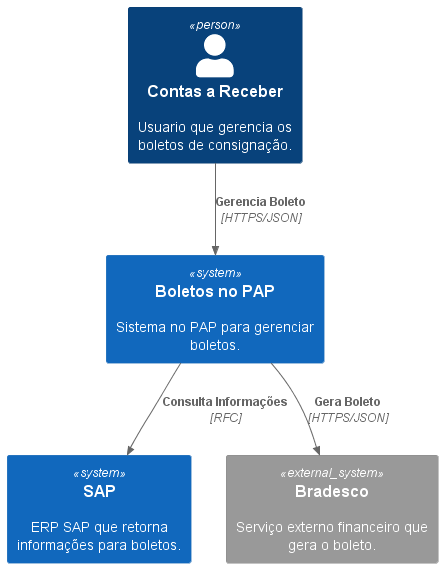 «person»
Contas a Receber
Usuario que gerencia os
boletos de consignação.
Gerencia Boleto
[HTTPS/JSON]
«system»
Boletos no PAP
Sistema no PAP para gerenciar
boletos.
Consulta Informações
[RFC]
Gera Boleto
[HTTPS/JSON]
«system»
SAP
ERP SAP que retorna
informações para boletos.
«external_system»
Bradesco
Serviço externo financeiro que
gera o boleto.